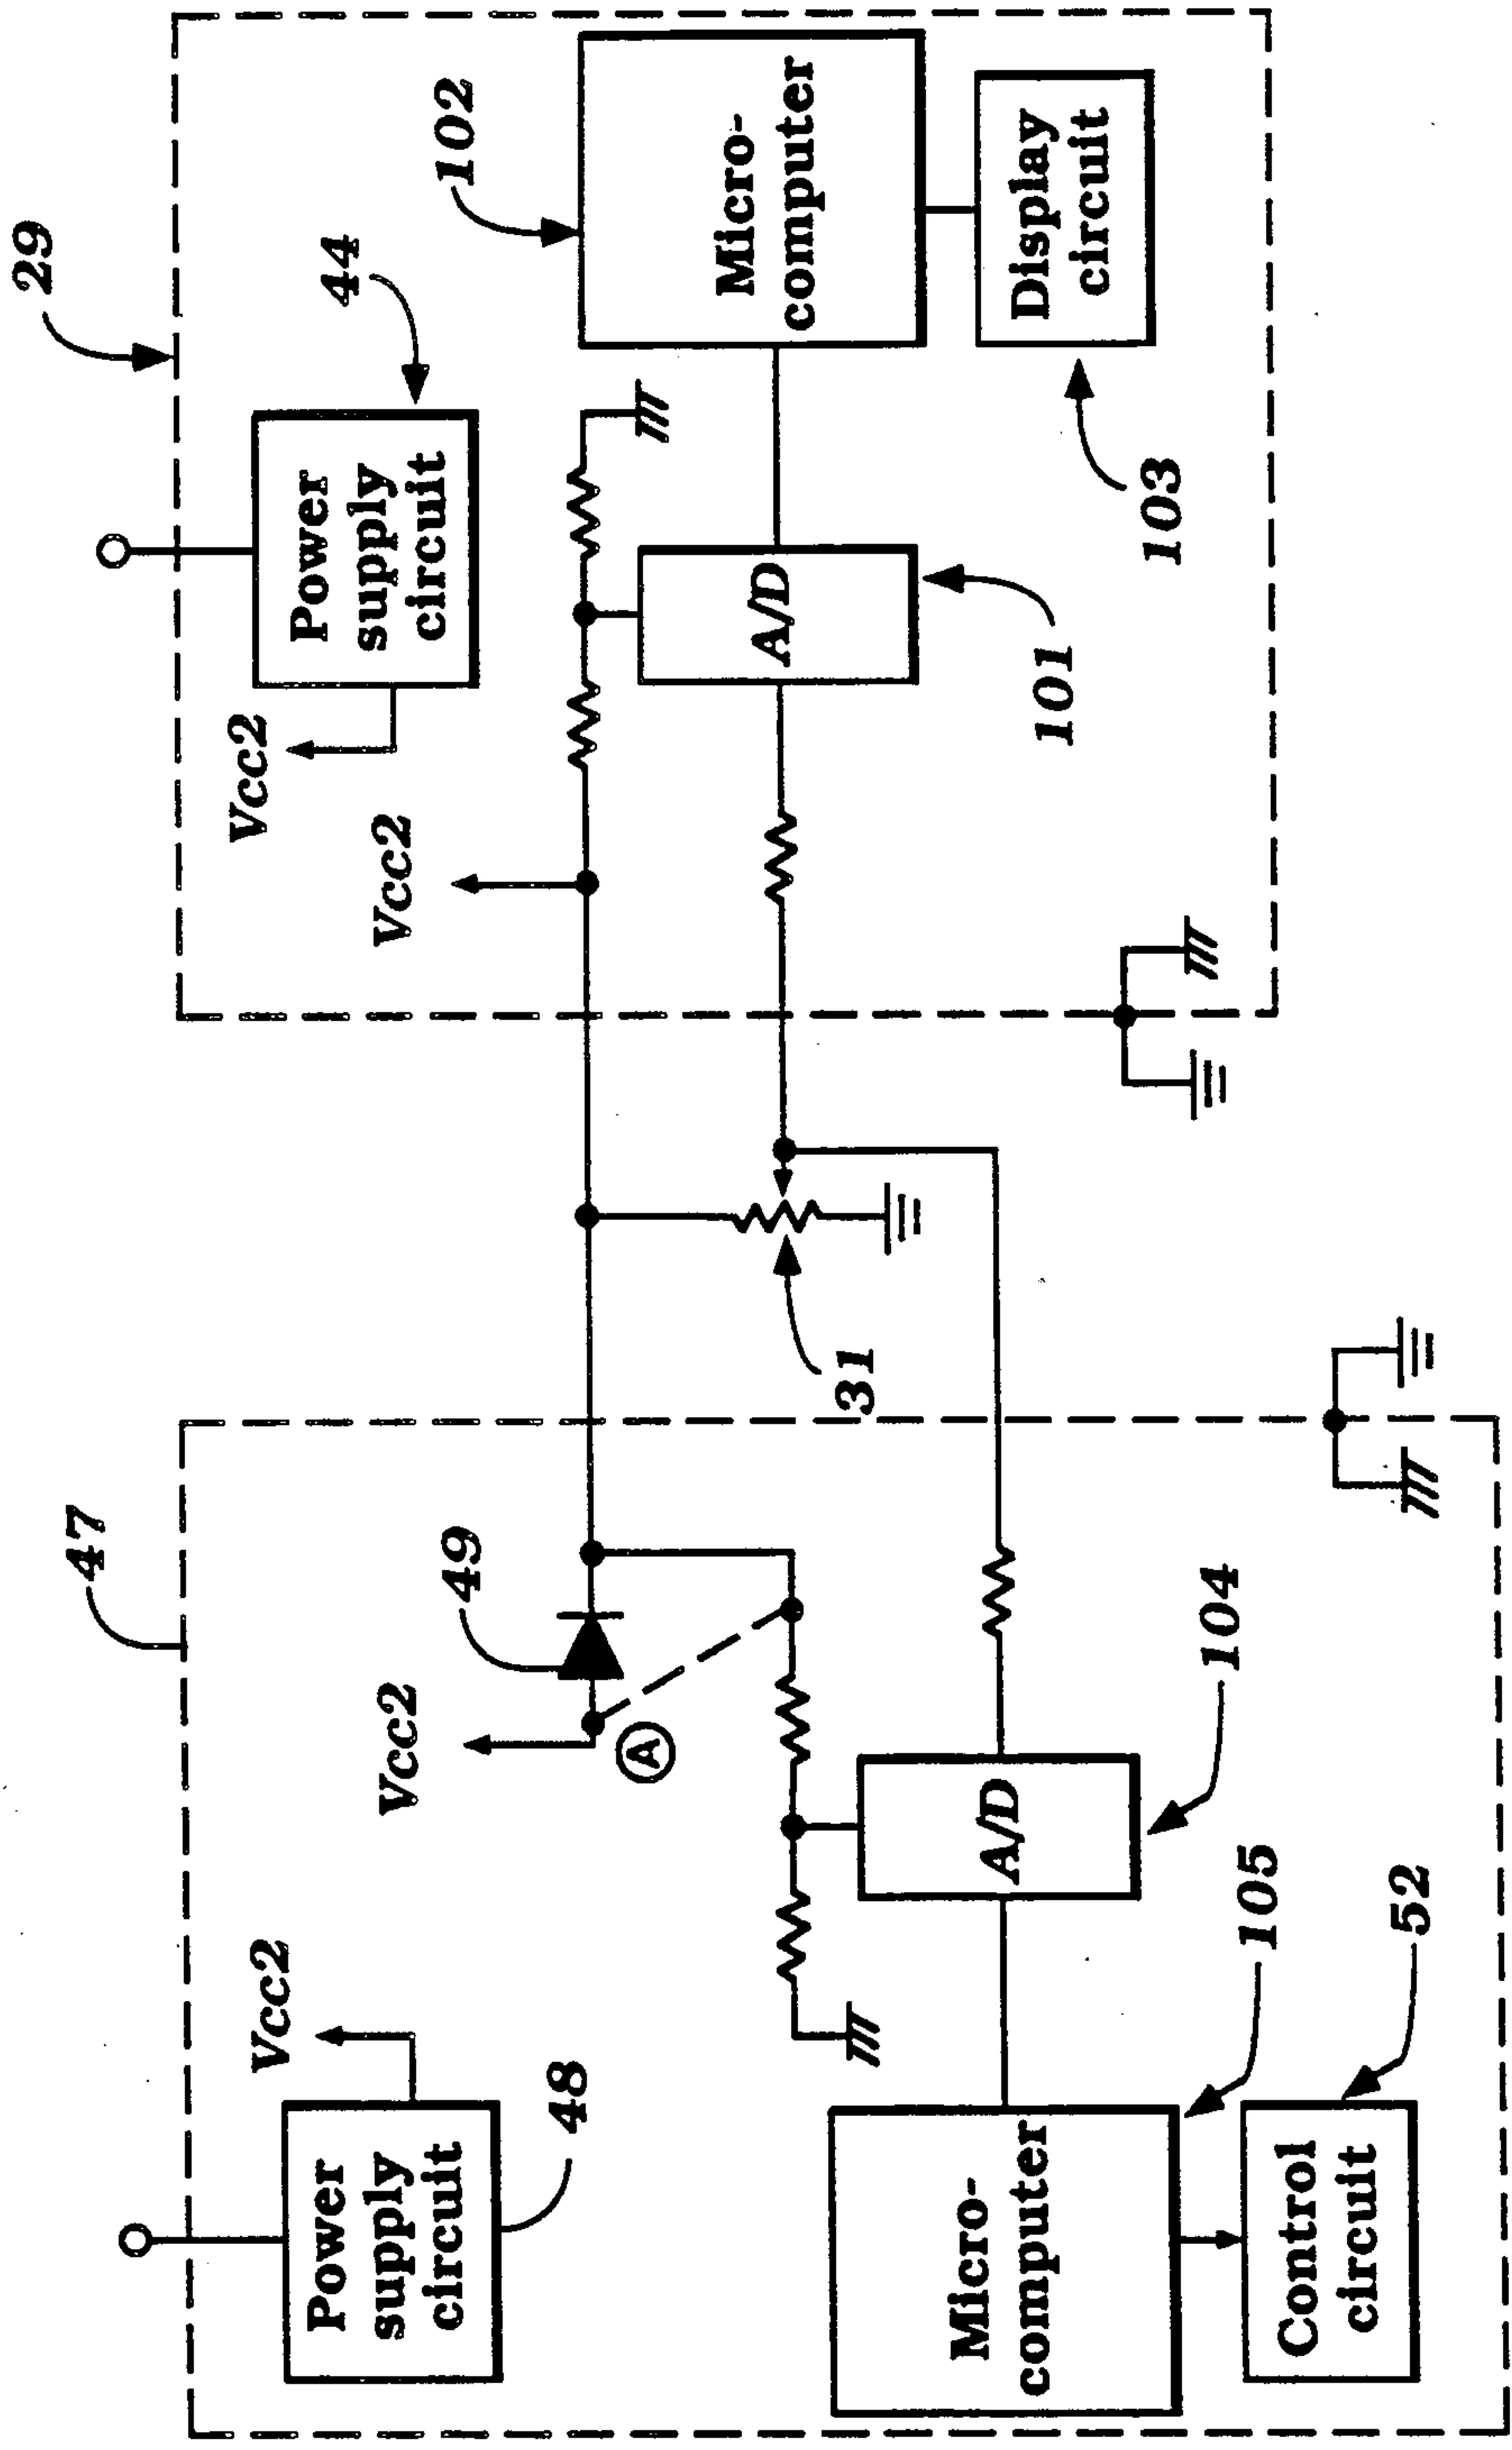 29
44
102
Power
supply
circuit
Micro-
computer
Vcc2
Vcc2
A/D
Display
circuit
101
103
31
47
49
Vcc2
A
Vcc2
104
A/D
Power
supply
circuit
48
105
52
Micro-
computer
Control
circuit